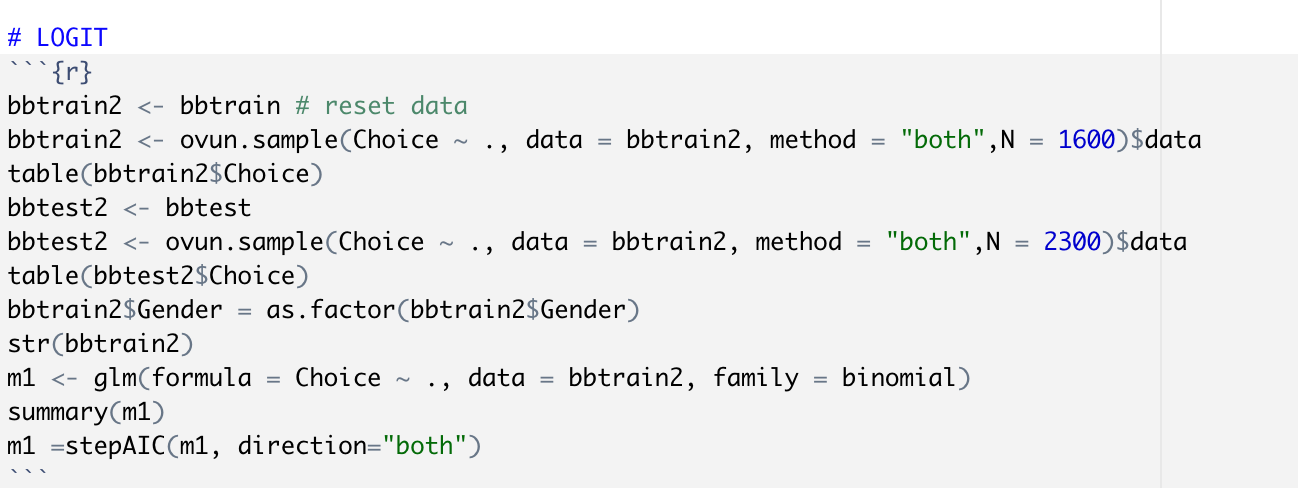 # LOGIT
```{r}
bbtrain2 <- bbtrain # reset data
bbtrain2 <- ovun.sample(Choice ~ ., data = bbtrain2, method = "both",N = 1600)$data
table(bbtrain2$Choice)
bbtest2 <- bbtest
bbtest2 <- ovun.sample(Choice ~ ., data = bbtrain2, method = "both",N = 2300)$data
table(bbtest2$Choice)
bbtrain2$Gender = as.factor(bbtrain2$Gender)
str(bbtrain2)
m1 <- glm(formula = Choice ~ ., data = bbtrain2, family = binomial)
summary(m1)
m1 =stepAIC(m1, direction="both")
```